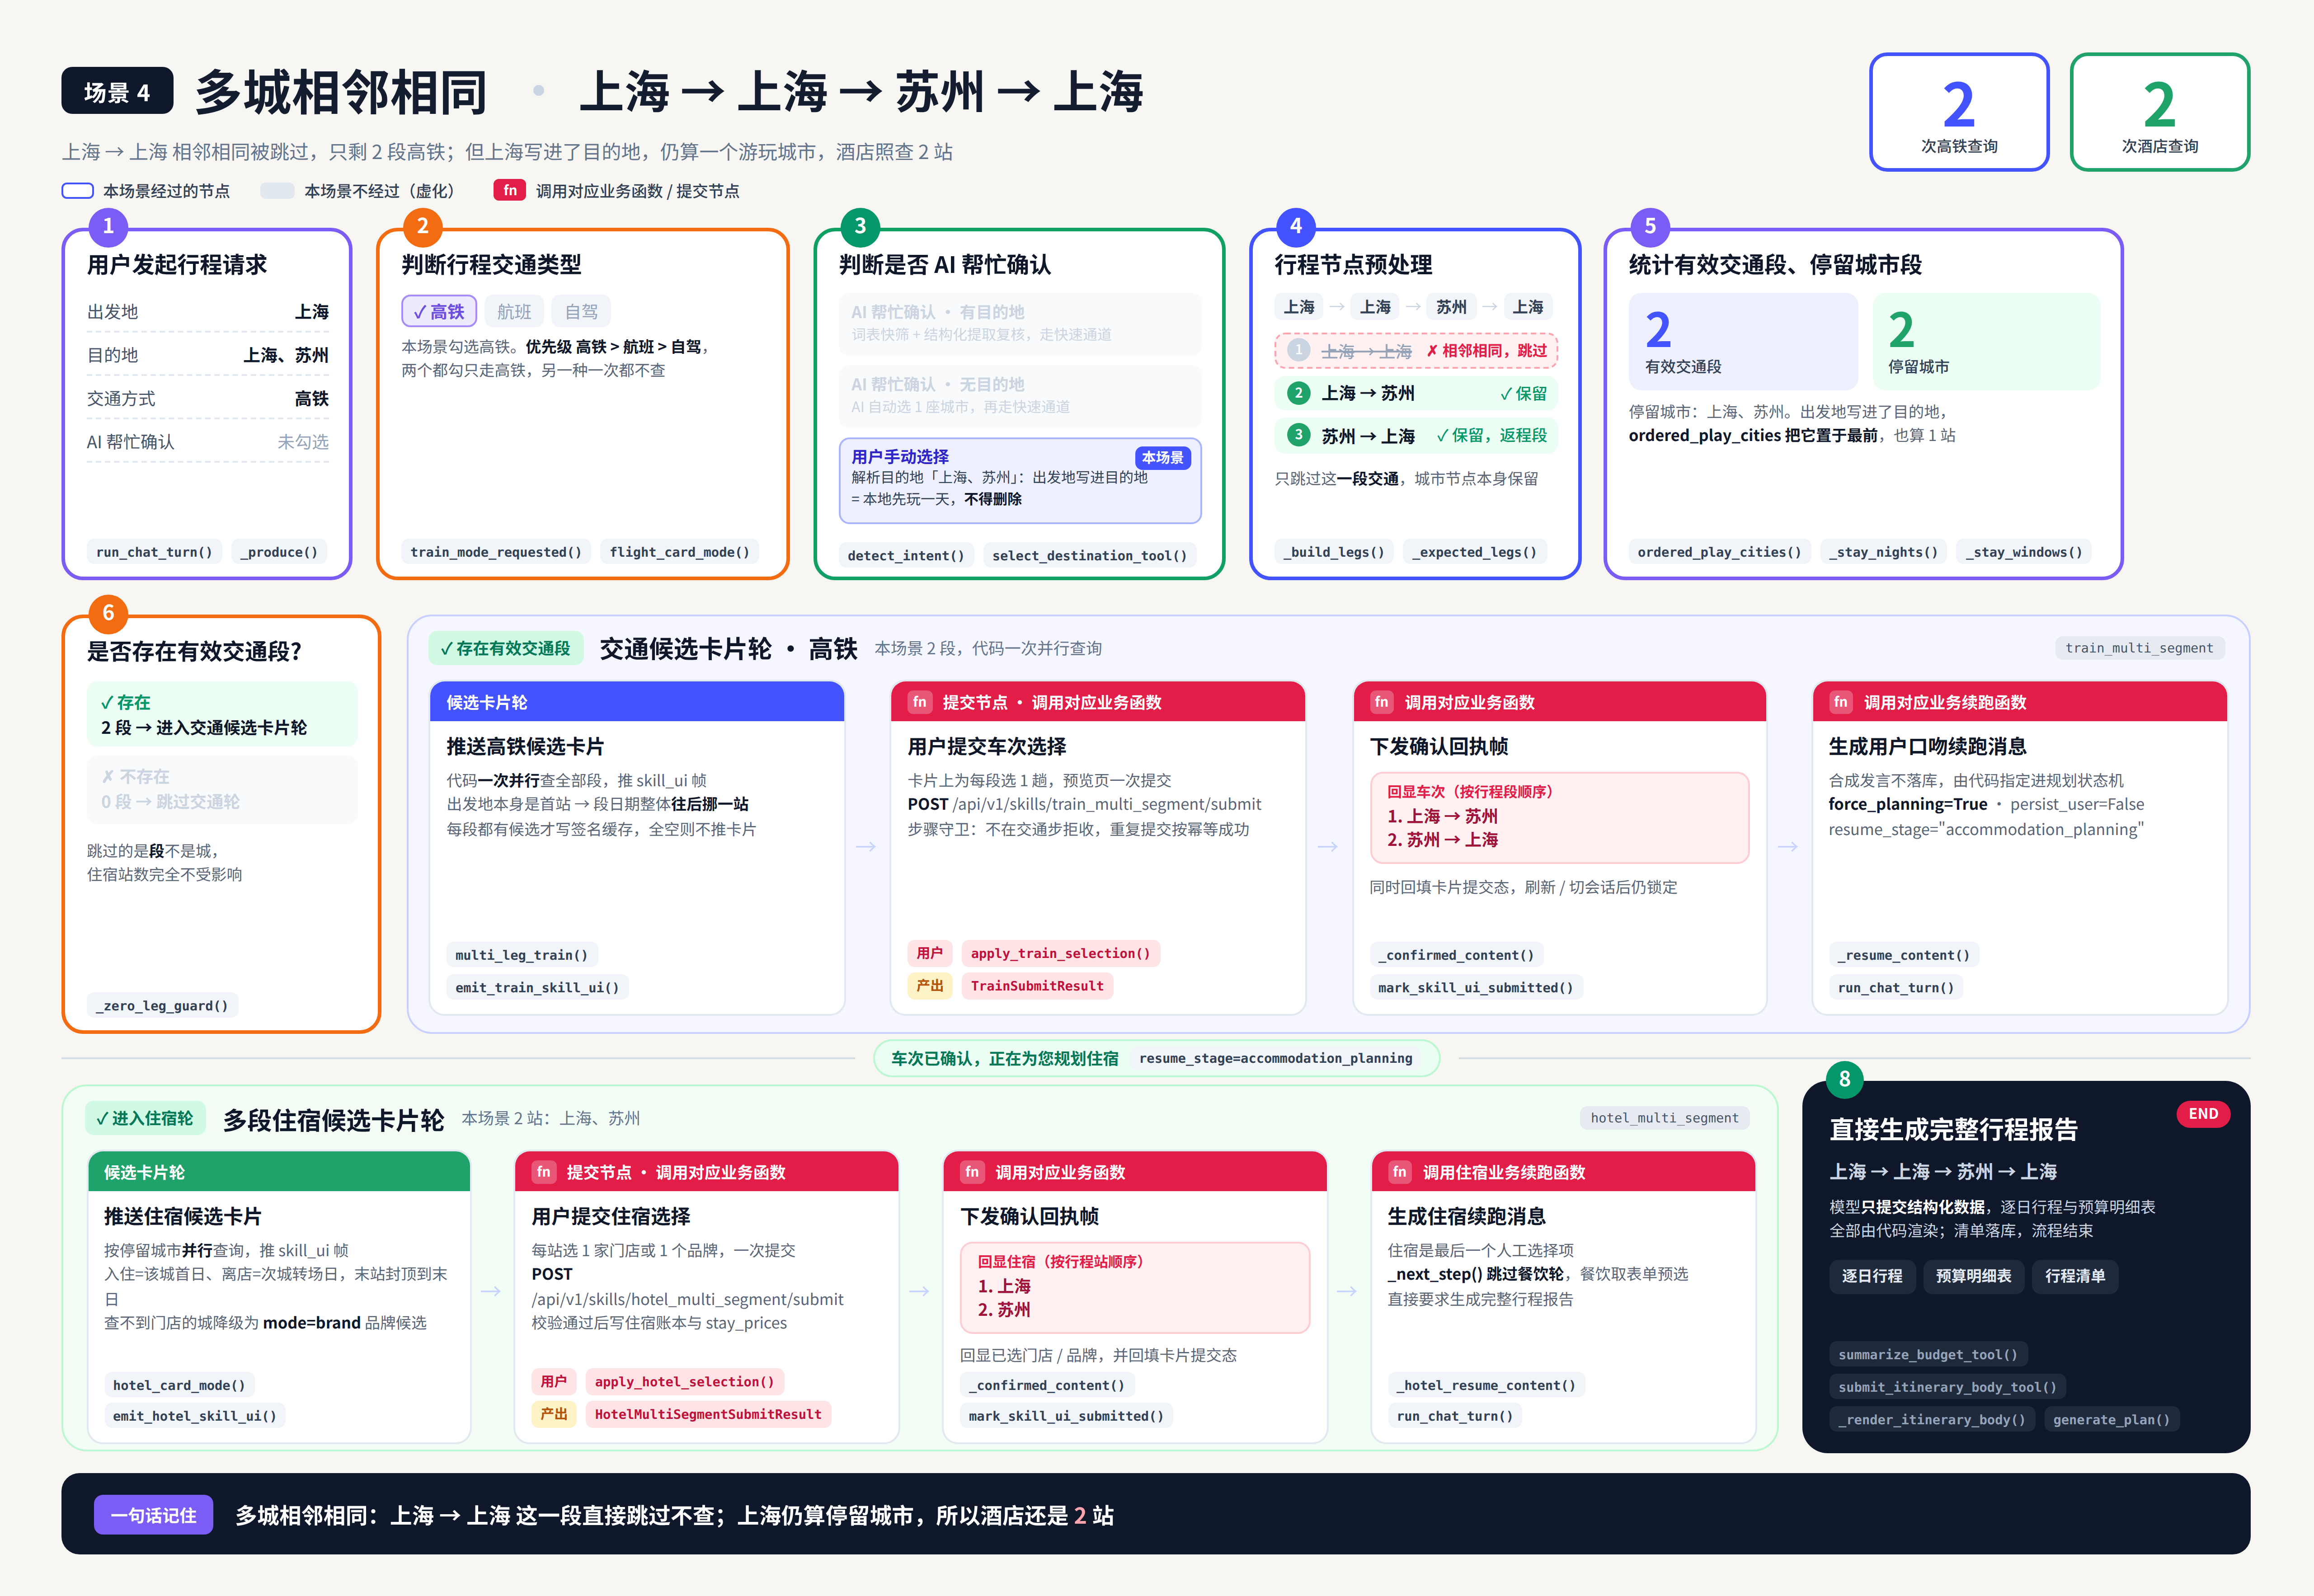 场景 4 多城相邻相同 · 上海 → 上海 → 苏州 → 上海
上海 → 上海 相邻相同被跳过，只剩 2 段高铁；但上海写进了目的地，仍算一个游玩城市，酒店照查 2 站
2
次高铁查询
2
次酒店查询
本场景经过的节点 本场景不经过（虚化） fn 调用对应业务函数 / 提交节点
1
用户发起行程请求
出发地 上海
目的地 上海、苏州
交通方式 高铁
AI 帮忙确认 未勾选
run_chat_turn() _produce()
2
判断行程交通类型
✓ 高铁 航班 自驾
本场景勾选高铁。优先级 高铁 > 航班 > 自驾，
两个都勾只走高铁，另一种一次都不查
train_mode_requested() flight_card_mode()
3
判断是否 AI 帮忙确认
AI 帮忙确认 · 有目的地
词表快筛 + 结构化提取复核，走快速通道
AI 帮忙确认 · 无目的地
AI 自动选 1 座城市，再走快速通道
用户手动选择 本场景
解析目的地「上海、苏州」：出发地写进目的地
= 本地先玩一天，不得删除
detect_intent() select_destination_tool()
4
行程节点预处理
上海 → 上海 → 苏州 → 上海
1 上海 → 上海 ✗ 相邻相同，跳过
2 上海 → 苏州 ✓ 保留
3 苏州 → 上海 ✓ 保留，返程段
只跳过这一段交通，城市节点本身保留
_build_legs() _expected_legs()
5
统计有效交通段、停留城市段
2
有效交通段
2
停留城市
停留城市：上海、苏州。出发地写进了目的地，
ordered_play_cities 把它置于最前，也算 1 站
ordered_play_cities() _stay_nights() _stay_windows()
6
是否存在有效交通段?
✓ 存在
2 段 → 进入交通候选卡片轮
✗ 不存在
0 段 → 跳过交通轮
跳过的是段不是城，
住宿站数完全不受影响
_zero_leg_guard()
✓ 存在有效交通段 交通候选卡片轮 · 高铁 本场景 2 段，代码一次并行查询 train_multi_segment
候选卡片轮
推送高铁候选卡片
代码一次并行查全部段，推 skill_ui 帧
出发地本身是首站 → 段日期整体往后挪一站
每段都有候选才写签名缓存，全空则不推卡片
multi_leg_train()
emit_train_skill_ui()
→
fn 提交节点 · 调用对应业务函数
用户提交车次选择
卡片上为每段选 1 趟，预览页一次提交
POST /api/v1/skills/train_multi_segment/submit
步骤守卫：不在交通步拒收，重复提交按幂等成功
用户 apply_train_selection()
产出 TrainSubmitResult
→
fn 调用对应业务函数
下发确认回执帧
回显车次（按行程段顺序）
1. 上海 → 苏州
2. 苏州 → 上海
同时回填卡片提交态，刷新 / 切会话后仍锁定
_confirmed_content()
mark_skill_ui_submitted()
→
fn 调用对应业务续跑函数
生成用户口吻续跑消息
合成发言不落库，由代码指定进规划状态机
force_planning=True · persist_user=False
resume_stage="accommodation_planning"
_resume_content()
run_chat_turn()
车次已确认，正在为您规划住宿 resume_stage=accommodation_planning
✓ 进入住宿轮 多段住宿候选卡片轮 本场景 2 站：上海、苏州 hotel_multi_segment
候选卡片轮
推送住宿候选卡片
按停留城市并行查询，推 skill_ui 帧
入住=该城首日、离店=次城转场日，末站封顶到末
日
查不到门店的城降级为 mode=brand 品牌候选
hotel_card_mode()
emit_hotel_skill_ui()
→
fn 提交节点 · 调用对应业务函数
用户提交住宿选择
每站选 1 家门店或 1 个品牌，一次提交
POST
/api/v1/skills/hotel_multi_segment/submit
校验通过后写住宿账本与 stay_prices
用户 apply_hotel_selection()
产出 HotelMultiSegmentSubmitResult
→
fn 调用对应业务函数
下发确认回执帧
回显住宿（按行程站顺序）
1. 上海
2. 苏州
回显已选门店 / 品牌，并回填卡片提交态
_confirmed_content()
mark_skill_ui_submitted()
→
fn 调用住宿业务续跑函数
生成住宿续跑消息
住宿是最后一个人工选择项
_next_step() 跳过餐饮轮，餐饮取表单预选
直接要求生成完整行程报告
_hotel_resume_content()
run_chat_turn()
8
END
直接生成完整行程报告
上海 → 上海 → 苏州 → 上海
模型只提交结构化数据，逐日行程与预算明细表
全部由代码渲染；清单落库，流程结束
逐日行程 预算明细表 行程清单
summarize_budget_tool()
submit_itinerary_body_tool()
_render_itinerary_body() generate_plan()
一句话记住 多城相邻相同：上海 → 上海 这一段直接跳过不查；上海仍算停留城市，所以酒店还是 2 站